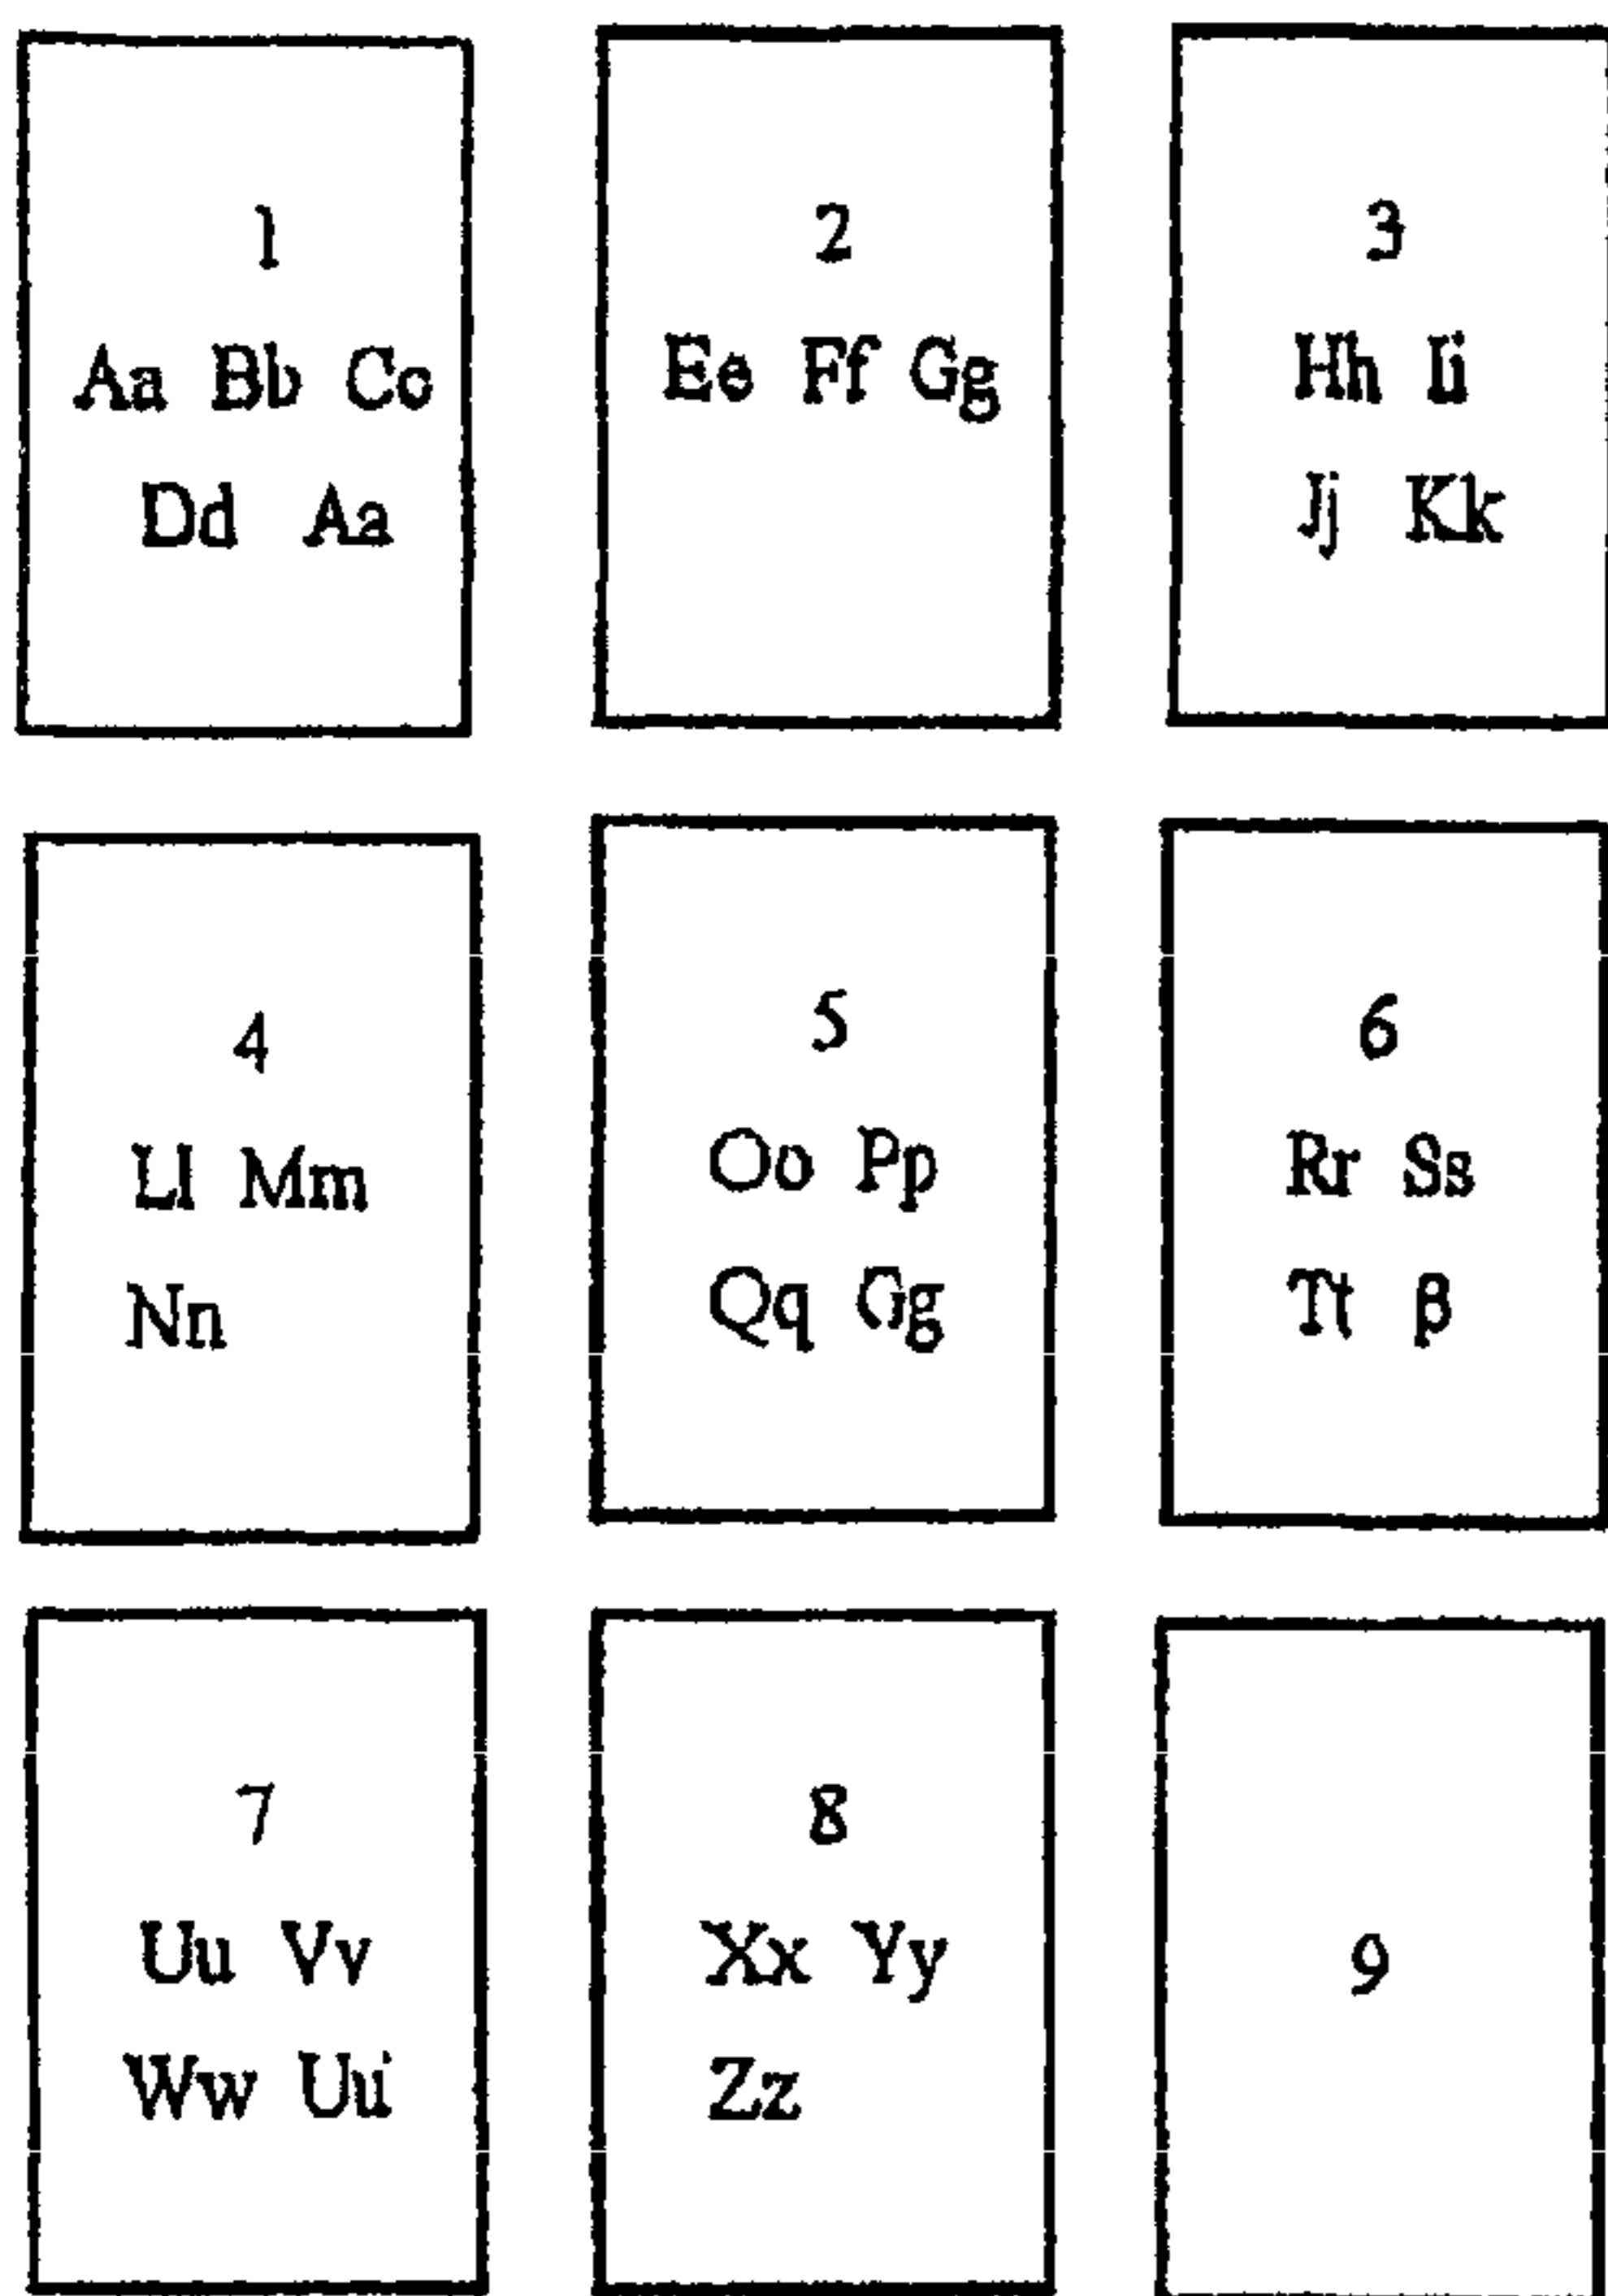 1
Aa Bb Cc
Dd Aa
2
Ee Ff Gg
3
Hh Ii
Jj Kk
4
Ll Mm
Nn
5
Oo Pp
Qq Gg
6
Rr Ss
Tt β
7
Uu Vv
Ww Uu
8
Xx Yy
Zz
9